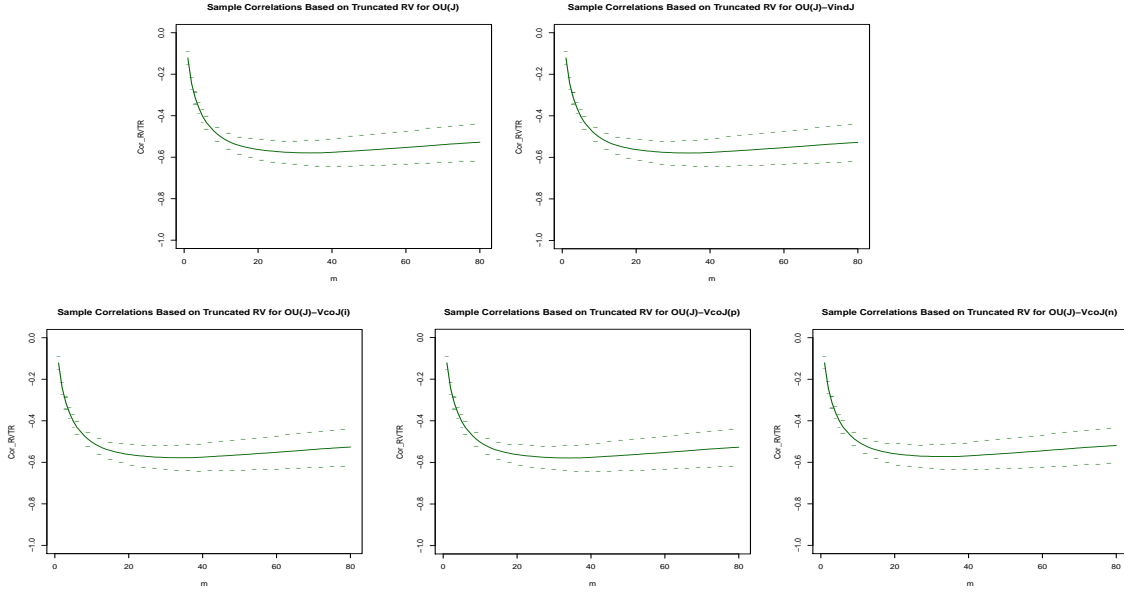 Sample Correlations Based on Truncated RV for OU(J)
Cor_RVTR
0.0
−0.2
−0.4
−0.6
−0.8
−1.0
0 20 40 60 80
m
Sample Correlations Based on Truncated RV for OU(J)−VindJ
Cor_RVTR
0.0
−0.2
−0.4
−0.6
−0.8
−1.0
0 20 40 60 80
m
Sample Correlations Based on Truncated RV for OU(J)−VcoJ(i)
Cor_RVTR
0.0
−0.2
−0.4
−0.6
−0.8
−1.0
0 20 40 60 80
m
Sample Correlations Based on Truncated RV for OU(J)−VcoJ(p)
Cor_RVTR
0.0
−0.2
−0.4
−0.6
−0.8
−1.0
0 20 40 60 80
m
Sample Correlations Based on Truncated RV for OU(J)−VcoJ(n)
Cor_RVTR
0.0
−0.2
−0.4
−0.6
−0.8
−1.0
0 20 40 60 80
m